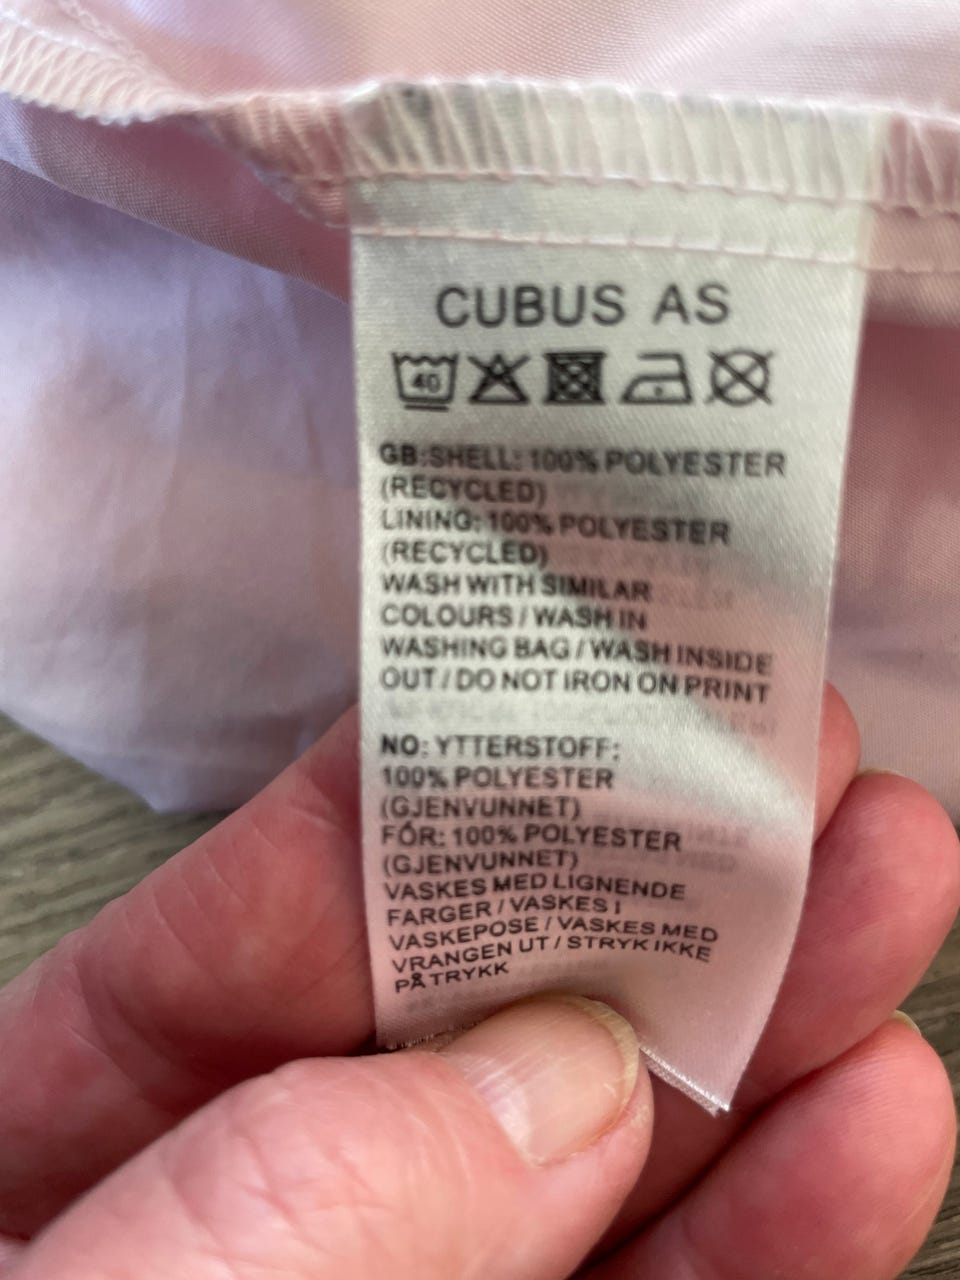 CUBUS AS
40
GB:SHELL: 100% POLYESTER
(RECYCLED)
LINING: 100% POLYESTER
(RECYCLED)
WASH WITH SIMILAR
COLOURS / WASH IN
WASHING BAG / WASH INSIDE
OUT / DO NOT IRON ON PRINT
NO: YTTERSTOFF:
100% POLYESTER
(GJENVUNNET)
FÓR: 100% POLYESTER
(GJENVUNNET)
VASKES MED LIGNENDE
FARGER / VASKES I
VASKEPOSE / VASKES MED
VRANGEN UT / STRYK IKKE
PÅ TRYKK